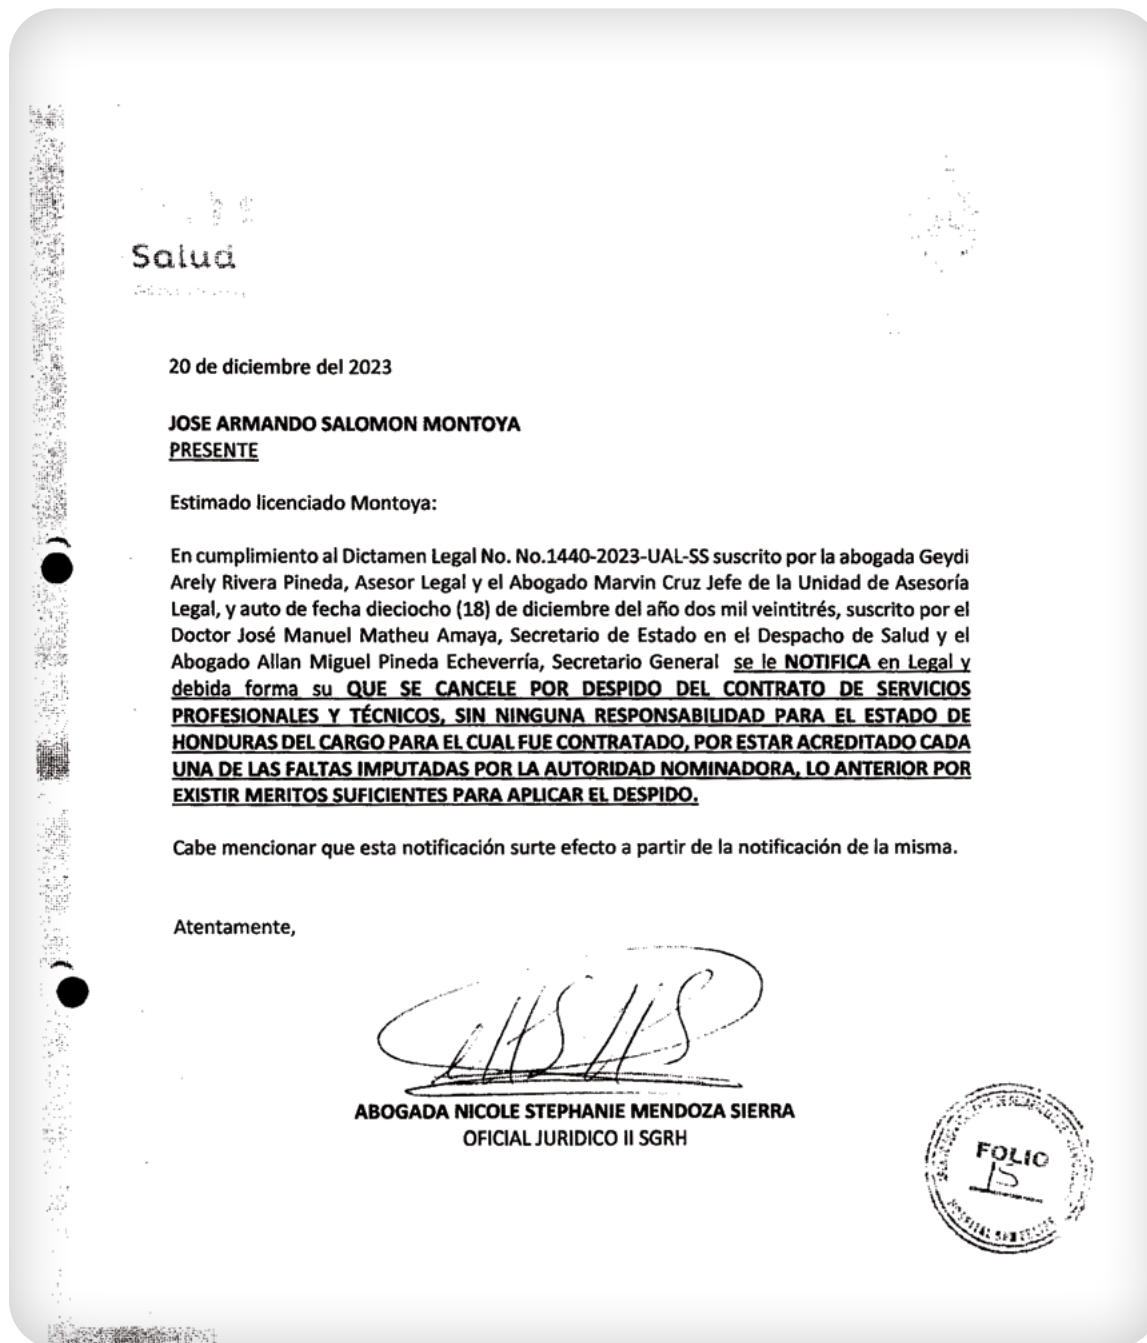 Salud
20 de diciembre del 2023
JOSE ARMANDO SALOMON MONTOYA
PRESENTE
Estimado licenciado Montoya:
En cumplimiento al Dictamen Legal No. No.1440-2023-UAL-SS suscrito por la abogada Geydi
Arely Rivera Pineda, Asesor Legal y el Abogado Marvin Cruz Jefe de la Unidad de Asesoría
Legal, y auto de fecha dieciocho (18) de diciembre del año dos mil veintitrés, suscrito por el
Doctor José Manuel Matheu Amaya, Secretario de Estado en el Despacho de Salud y el
Abogado Allan Miguel Pineda Echeverría, Secretario General se le NOTIFICA en Legal y
debida forma su QUE SE CANCELE POR DESPIDO DEL CONTRATO DE SERVICIOS
PROFESIONALES Y TÉCNICOS, SIN NINGUNA RESPONSABILIDAD PARA EL ESTADO DE
HONDURAS DEL CARGO PARA EL CUAL FUE CONTRATADO, POR ESTAR ACREDITADO CADA
UNA DE LAS FALTAS IMPUTADAS POR LA AUTORIDAD NOMINADORA, LO ANTERIOR POR
EXISTIR MERITOS SUFICIENTES PARA APLICAR EL DESPIDO.
Cabe mencionar que esta notificación surte efecto a partir de la notificación de la misma.
Atentamente,
ABOGADA NICOLE STEPHANIE MENDOZA SIERRA
OFICIAL JURIDICO II SGRH
FOLIO
15
HOSPITAL